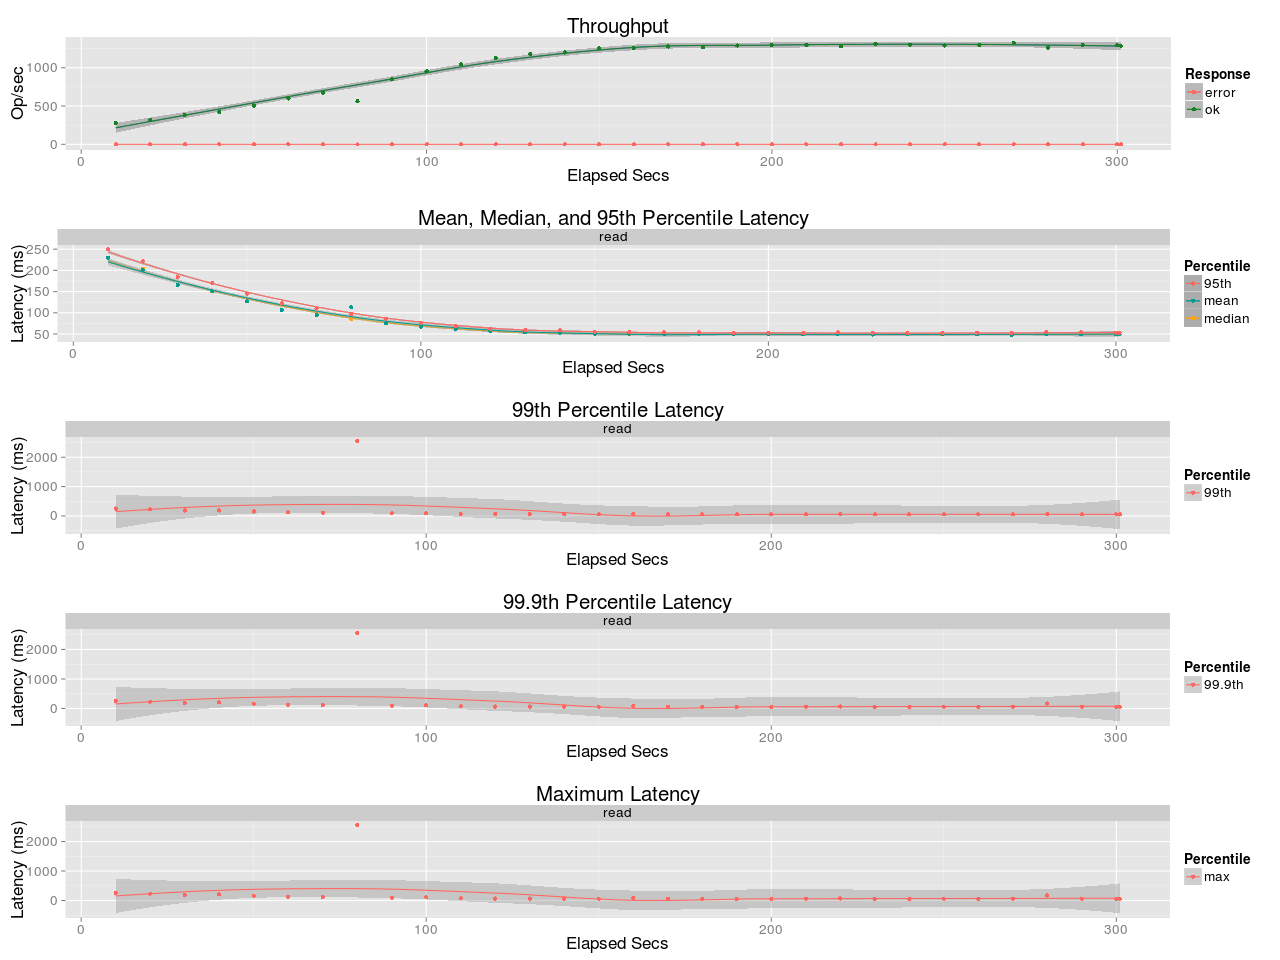 Throughput
Op/sec
1000
500
0
0 100 200 300
Elapsed Secs
Response
error
ok
Mean, Median, and 95th Percentile Latency
read
Latency (ms)
250
200
150
100
50
0 100 200 300
Elapsed Secs
Percentile
95th
mean
median
99th Percentile Latency
read
Latency (ms)
2000
1000
0
0 100 200 300
Elapsed Secs
Percentile
99th
99.9th Percentile Latency
read
Latency (ms)
2000
1000
0
0 100 200 300
Elapsed Secs
Percentile
99.9th
Maximum Latency
read
Latency (ms)
2000
1000
0
0 100 200 300
Elapsed Secs
Percentile
max